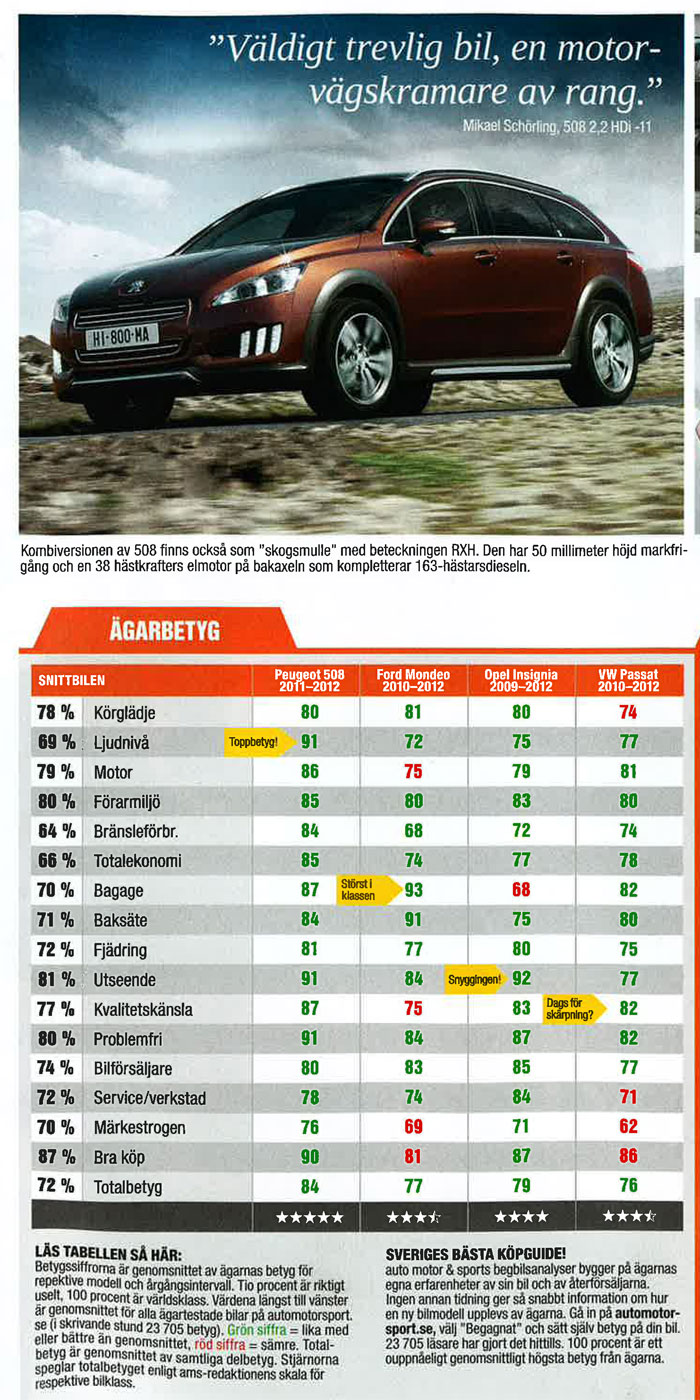 ”Väldigt trevlig bil, en motor-
vägskramare av rang.”
Mikael Schörling, 508 2,2 HDi -11
HI-800-MA
Kombiversionen av 508 finns också som ”skogsmulle” med beteckningen RXH. Den har 50 millimeter höjd markfri-
gång och en 38 hästkrafters elmotor på bakaxeln som kompletterar 163-hästarsdieseln.
ÄGARBETYG
SNITTBILEN Peugeot 508 2011–2012 Ford Mondeo 2010–2012 Opel Insignia 2009–2012 VW Passat 2010–2012
78 % Körglädje 80 81 80 74
69 % Ljudnivå Toppbetyg! 91 72 75 77
79 % Motor 86 75 79 81
80 % Förarmiljö 85 80 83 80
64 % Bränsleförbr. 84 68 72 74
66 % Totalekonomi 85 74 77 78
70 % Bagage 87 Störst i klassen 93 68 82
71 % Baksäte 84 91 75 80
72 % Fjädring 81 77 80 75
81 % Utseende 91 84 Snyggingen! 92 77
77 % Kvalitetskänsla 87 75 83 Dags för skärpning? 82
80 % Problemfri 91 84 87 82
74 % Bilförsäljare 80 83 85 77
72 % Service/verkstad 78 74 84 71
70 % Märkestrogen 76 69 71 62
87 % Bra köp 90 81 87 86
72 % Totalbetyg 84 77 79 76
LÄS TABELLEN SÅ HÄR:
Betygssiffrorna är genomsnittet av ägarnas betyg för
repektive modell och årgångsintervall. Tio procent är riktigt
uselt, 100 procent är världsklass. Värdena längst till vänster
är genomsnittet för alla ägartestade bilar på automotorsport.
se (i skrivande stund 23 705 betyg). Grön siffra = lika med
eller bättre än genomsnittet, röd siffra = sämre. Total-
betyg är genomsnittet av samtliga delbetyg. Stjärnorna
speglar totalbetyget enligt ams-redaktionens skala för
respektive bilklass.
SVERIGES BÄSTA KÖPGUIDE!
auto motor & sports begbilsanalyser bygger på ägarnas
egna erfarenheter av sin bil och av återförsäljarna.
Ingen annan tidning ger så snabbt information om hur
en ny bilmodell upplevs av ägarna. Gå in på automotor-
sport.se, välj ”Begagnat” och sätt själv betyg på din bil.
23 705 läsare har gjort det hittills. 100 procent är ett
ouppnåeligt genomsnittligt högsta betyg från ägarna.